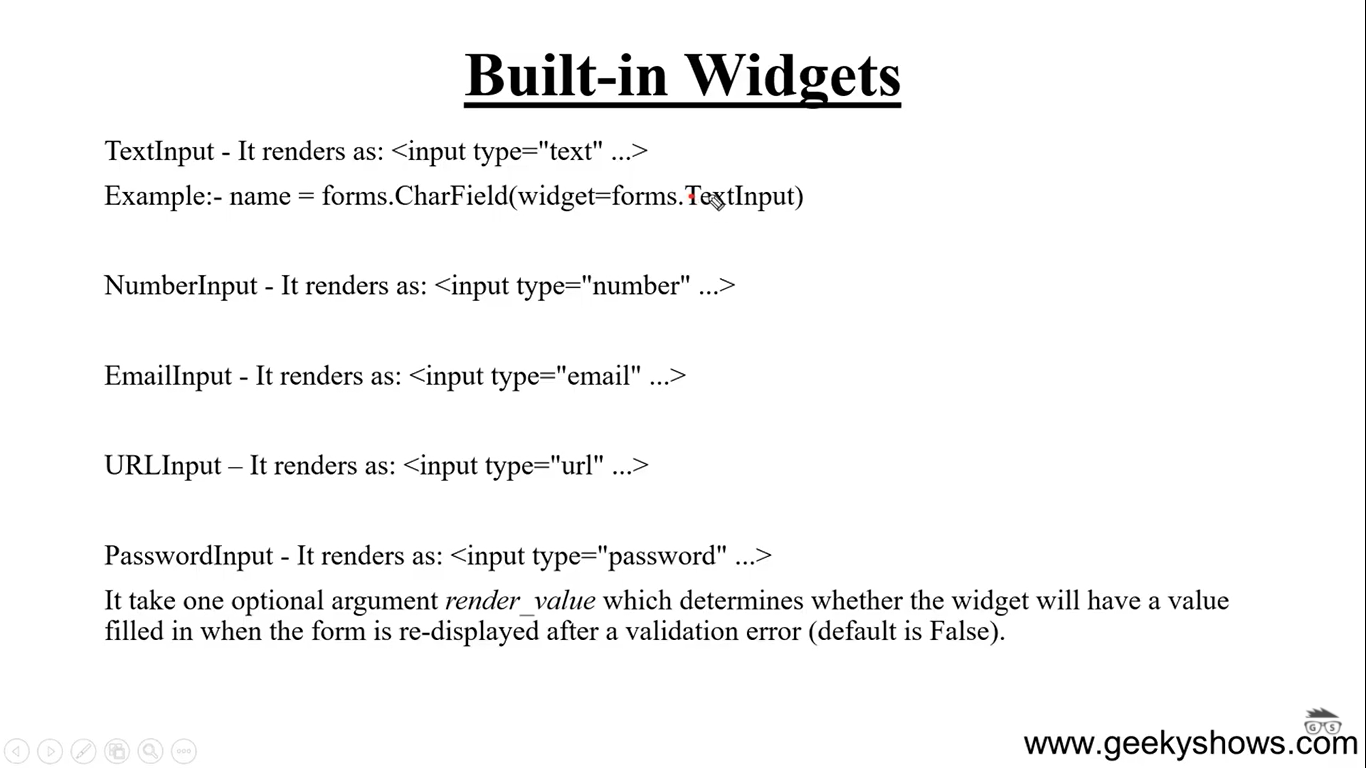 Built-in Widgets
TextInput - It renders as: <input type="text" ...>
Example:- name = forms.CharField(widget=forms.TextInput)
NumberInput - It renders as: <input type="number" ...>
EmailInput - It renders as: <input type="email" ...>
URLInput – It renders as: <input type="url" ...>
PasswordInput - It renders as: <input type="password" ...>
It take one optional argument render_value which determines whether the widget will have a value
filled in when the form is re-displayed after a validation error (default is False).
G S
www.geekyshows.com